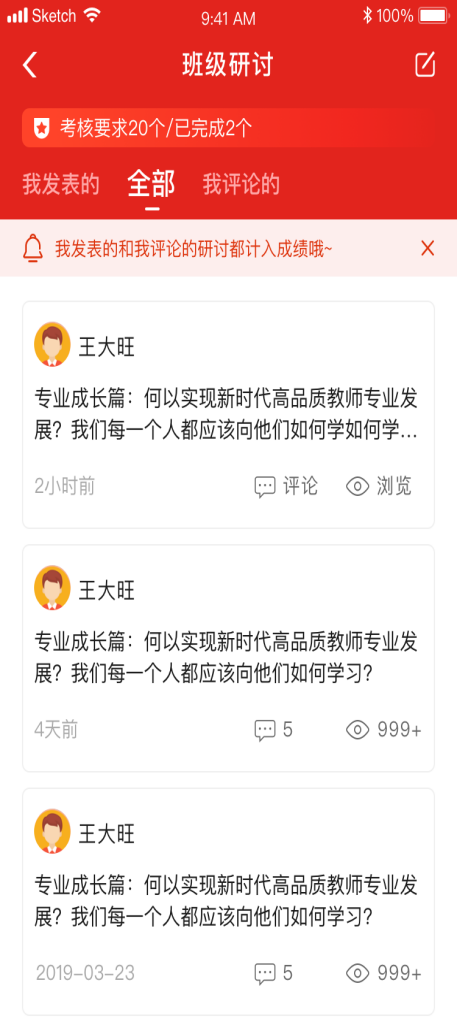 Sketch 9:41 AM 100%
班级研讨
考核要求20个/已完成2个
我发表的 全部 我评论的
我发表的和我评论的研讨都计入成绩哦~
王大旺
专业成长篇：何以实现新时代高品质教师专业发
展？我们每一个人都应该向他们如何学如何学...
2小时前 评论 浏览
王大旺
专业成长篇：何以实现新时代高品质教师专业发
展？我们每一个人都应该向他们如何学习？
4天前 5 999+
王大旺
专业成长篇：何以实现新时代高品质教师专业发
展？我们每一个人都应该向他们如何学习？
2019-03-23 5 999+